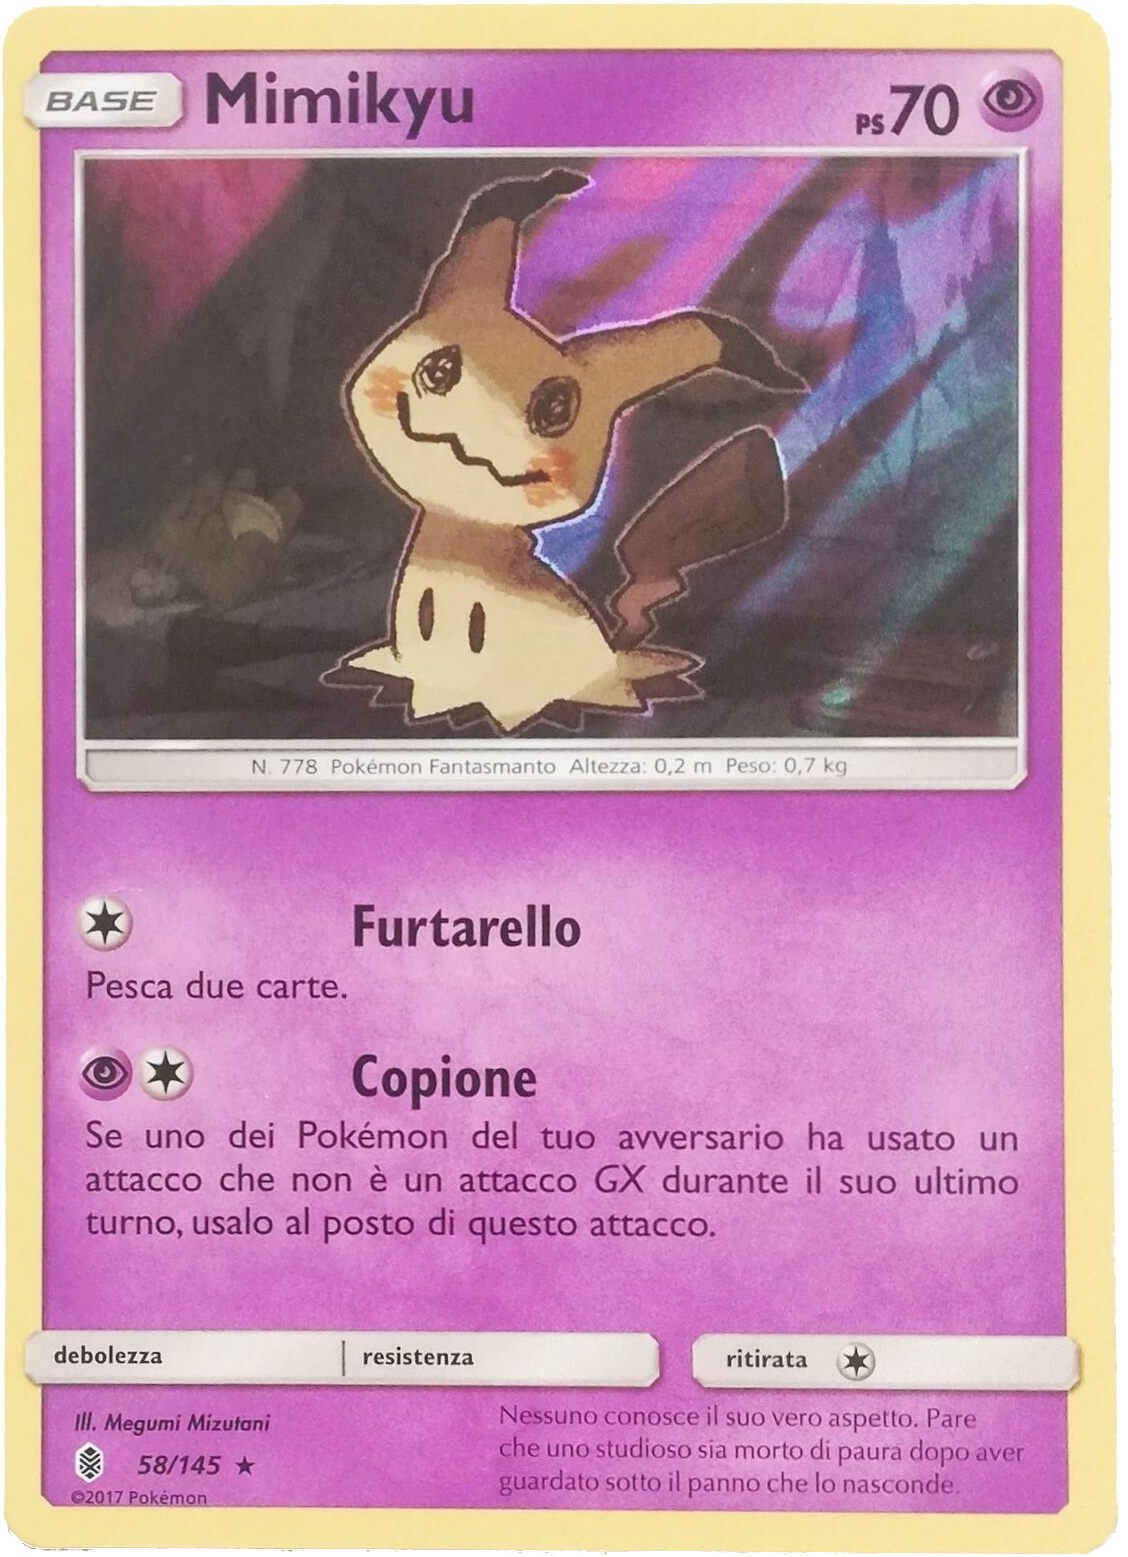 BASE Mimikyu PS70
N. 778 Pokémon Fantasmanto Altezza: 0,2 m Peso: 0,7 kg
Furtarello
Pesca due carte.
Copione
Se uno dei Pokémon del tuo avversario ha usato un
attacco che non è un attacco GX durante il suo ultimo
turno, usalo al posto di questo attacco.
debolezza resistenza ritirata
Ill. Megumi Mizutani
58/145 ★
©2017 Pokémon
Nessuno conosce il suo vero aspetto. Pare
che uno studioso sia morto di paura dopo aver
guardato sotto il panno che lo nasconde.